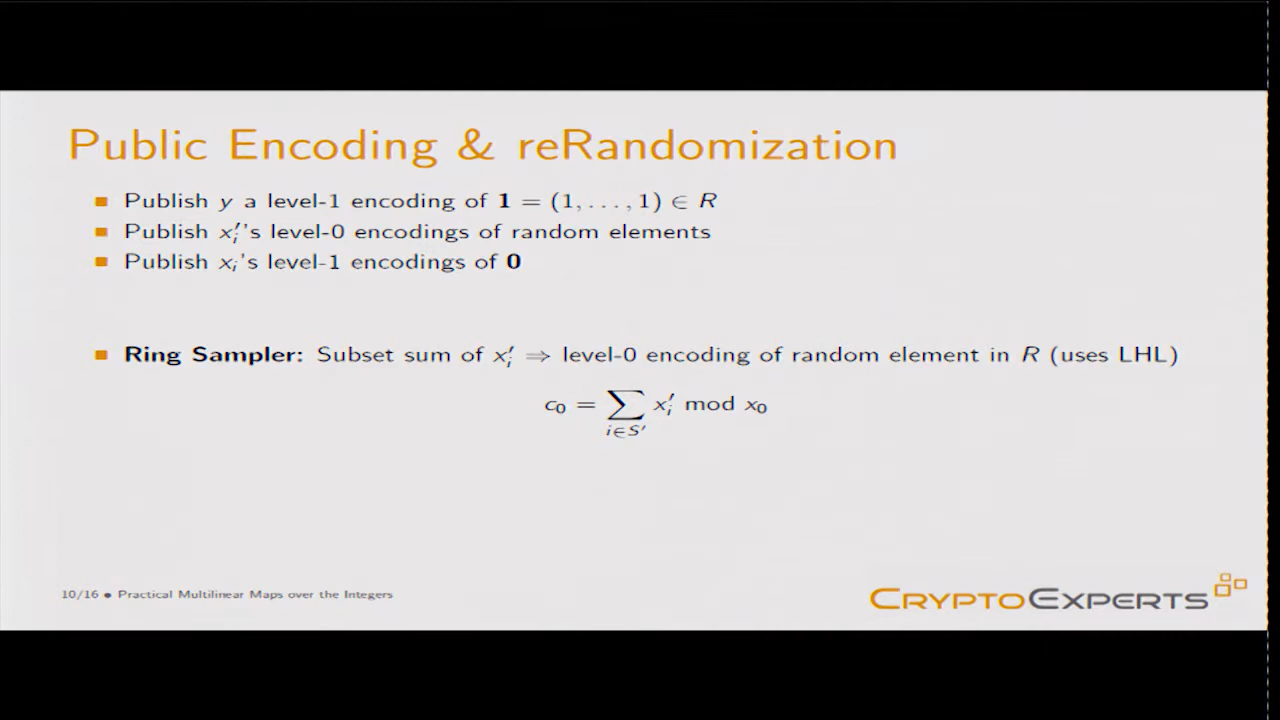 Public Encoding & reRandomization
Publish y a level-1 encoding of 1 = (1, . . . , 1) ∈ R
Publish x′ᵢ's level-0 encodings of random elements
Publish xᵢ's level-1 encodings of 0
Ring Sampler: Subset sum of x′ᵢ ⇒ level-0 encoding of random element in R (uses LHL)
c₀ = ∑ x′ᵢ mod x₀
i∈S′
10/16 ● Practical Multilinear Maps over the Integers
CRYPTOEXPERTS